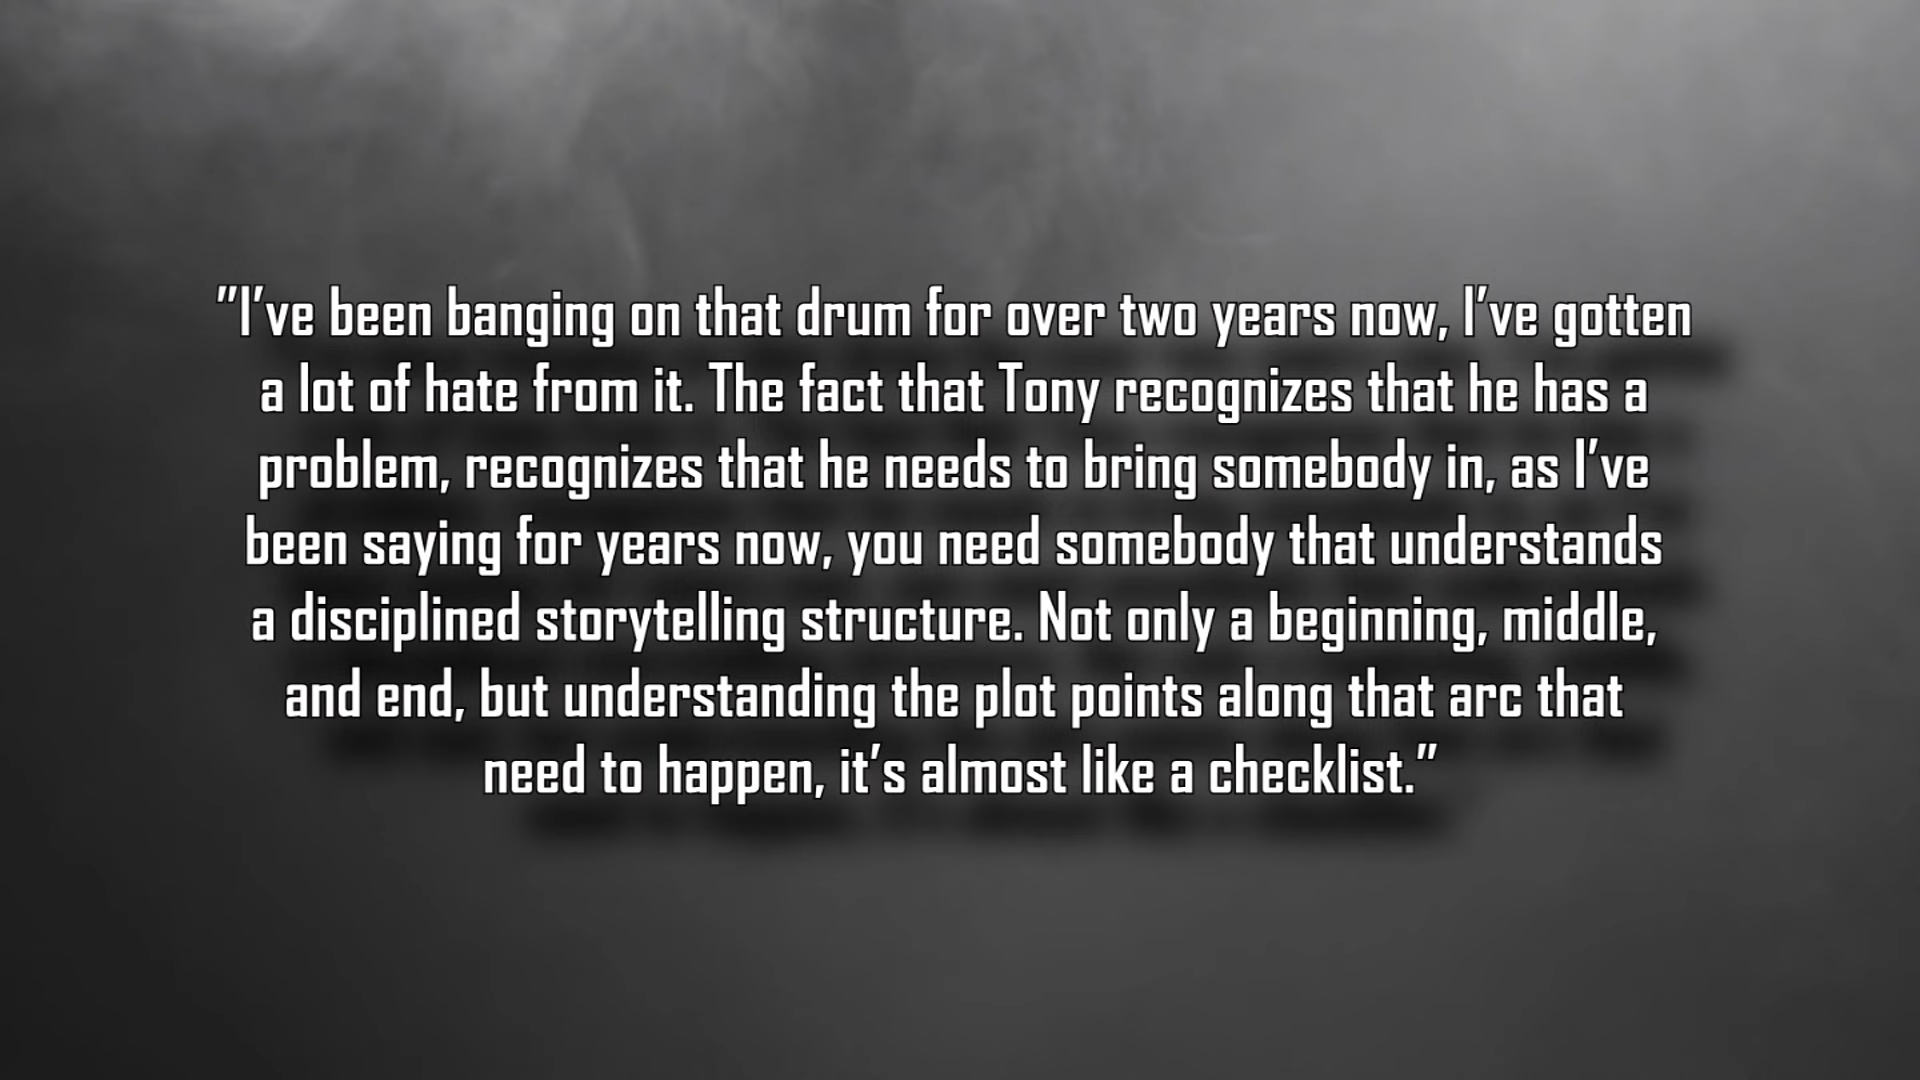 "I've been banging on that drum for over two years now, I've gotten
a lot of hate from it. The fact that Tony recognizes that he has a
problem, recognizes that he needs to bring somebody in, as I've
been saying for years now, you need somebody that understands
a disciplined storytelling structure. Not only a beginning, middle,
and end, but understanding the plot points along that arc that
need to happen, it's almost like a checklist."